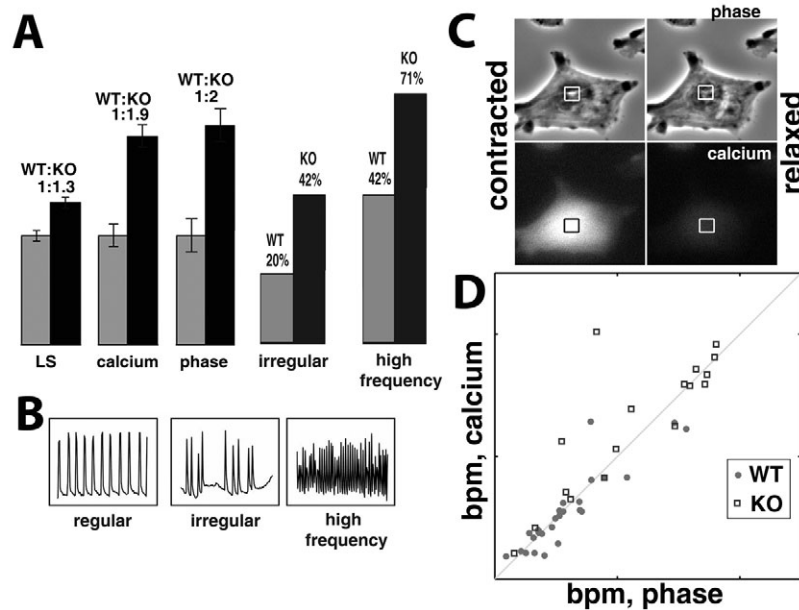 A
WT:KO
1:1.3
WT:KO
1:1.9
WT:KO
1:2
WT
20%
KO
42%
WT
42%
KO
71%
LS
calcium
phase
irregular
high
frequency
B
regular
irregular
high
frequency
C
phase
contracted
relaxed
calcium
D
bpm, calcium
WT
KO
bpm, phase